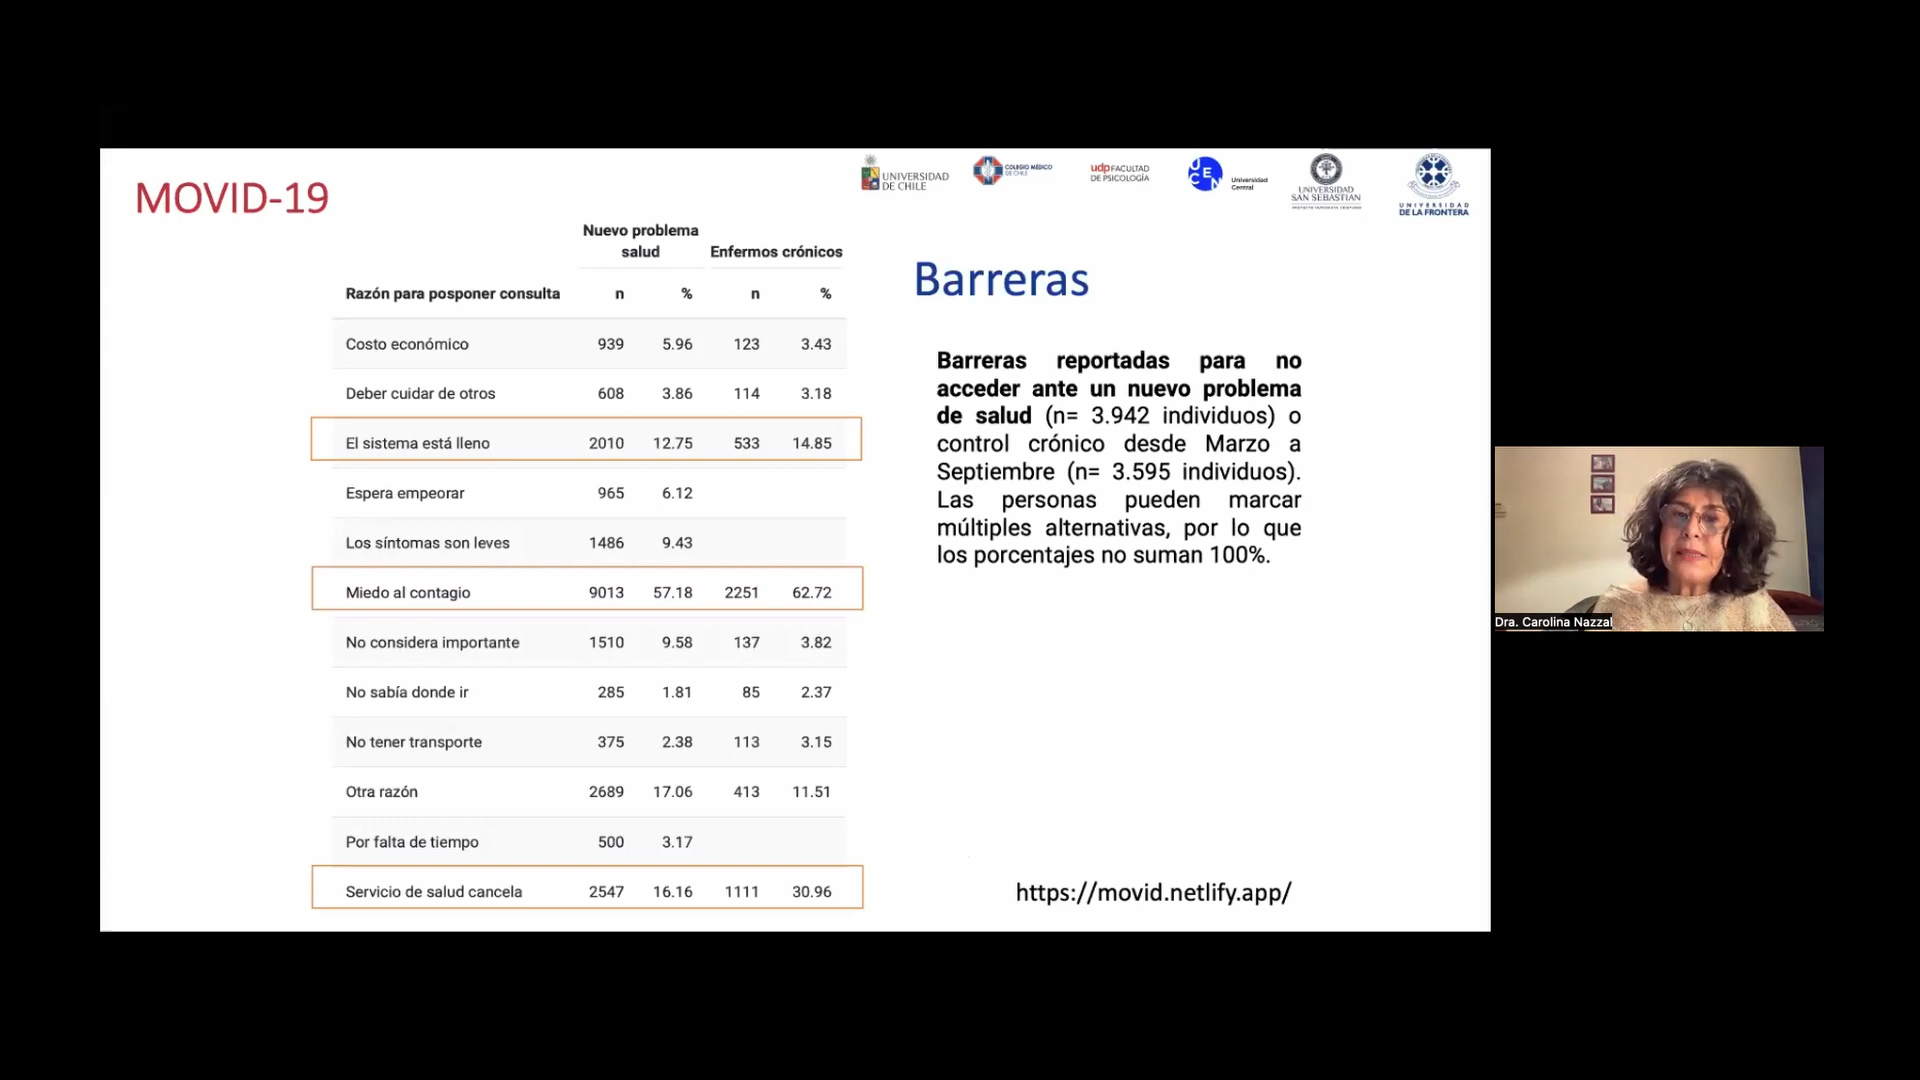 MOVID-19
UNIVERSIDAD
DE CHILE
COLEGIO MÉDICO
DE CHILE
udp FACULTAD
DE PSICOLOGÍA
UCEN
Universidad
Central
UNIVERSIDAD
SAN SEBASTIAN
UNIVERSIDAD
DE LA FRONTERA
Nuevo problema
salud
Enfermos crónicos
Razón para posponer consulta n % n %
Costo económico 939 5.96 123 3.43
Deber cuidar de otros 608 3.86 114 3.18
El sistema está lleno 2010 12.75 533 14.85
Espera empeorar 965 6.12
Los síntomas son leves 1486 9.43
Miedo al contagio 9013 57.18 2251 62.72
No considera importante 1510 9.58 137 3.82
No sabía donde ir 285 1.81 85 2.37
No tener transporte 375 2.38 113 3.15
Otra razón 2689 17.06 413 11.51
Por falta de tiempo 500 3.17
Servicio de salud cancela 2547 16.16 1111 30.96
Barreras
Barreras reportadas para no
acceder ante un nuevo problema
de salud (n= 3.942 individuos) o
control crónico desde Marzo a
Septiembre (n= 3.595 individuos).
Las personas pueden marcar
múltiples alternativas, por lo que
los porcentajes no suman 100%.
https://movid.netlify.app/
Dra. Carolina Nazzal